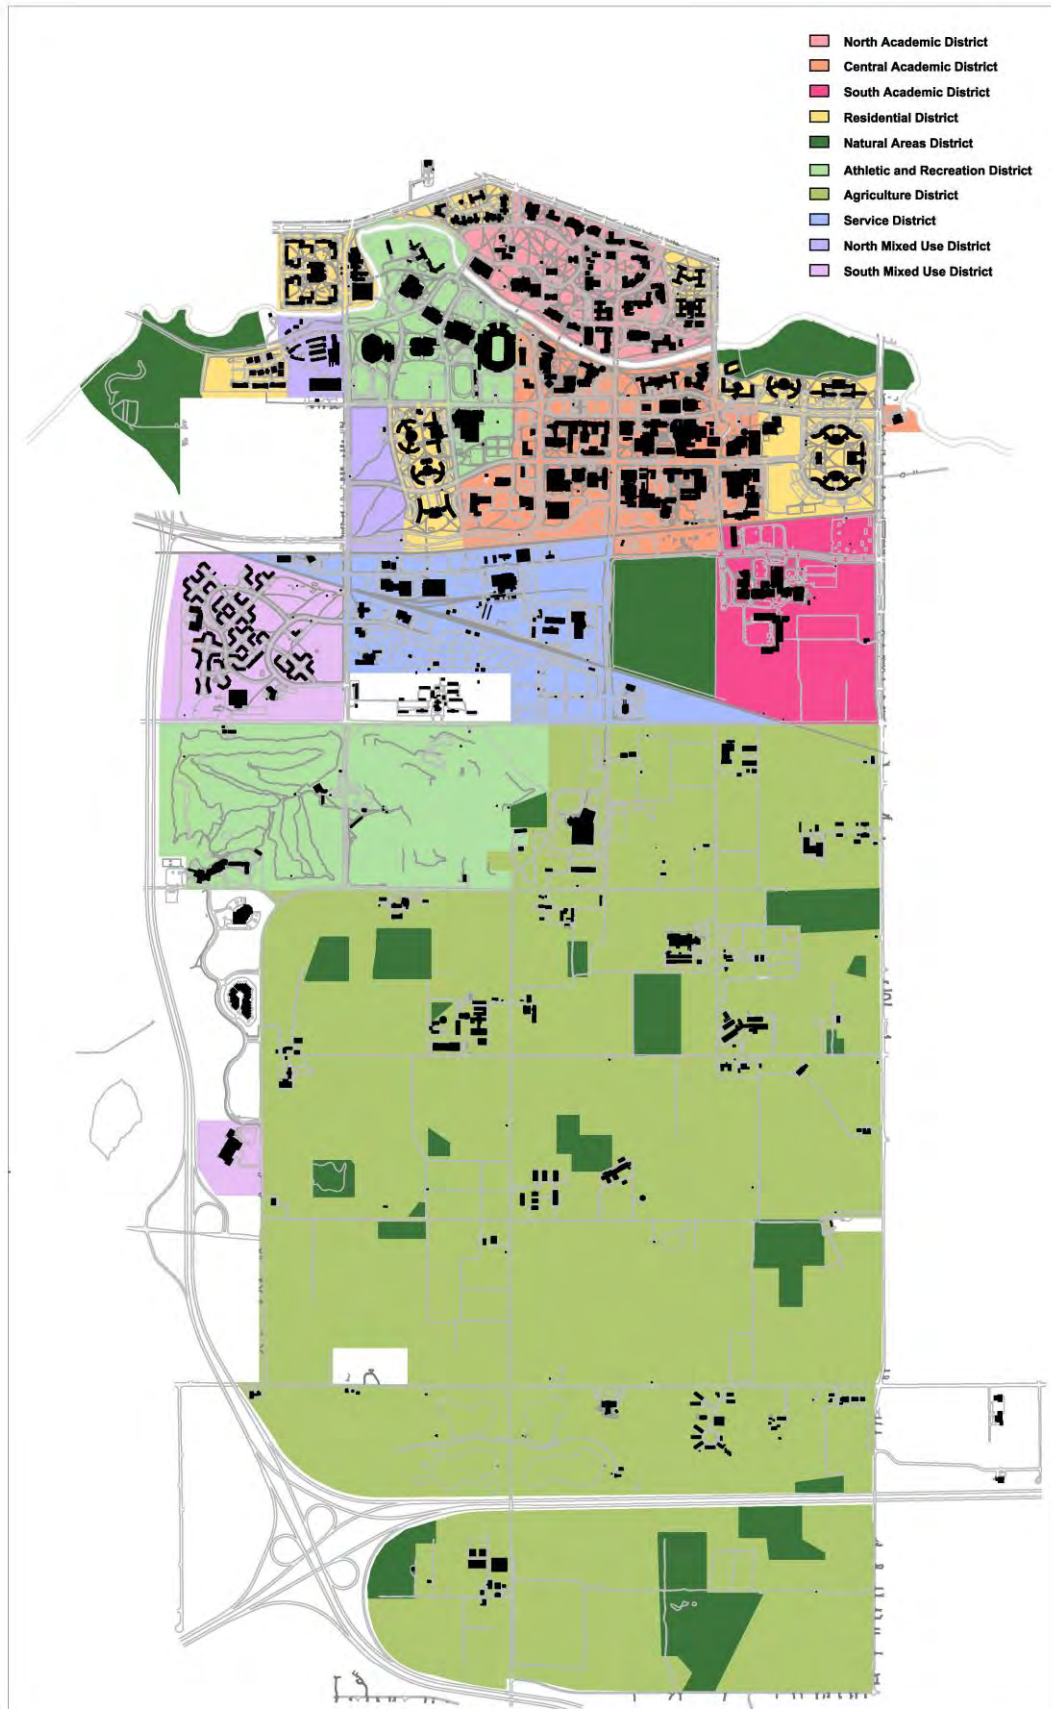 North Academic District
Central Academic District
South Academic District
Residential District
Natural Areas District
Athletic and Recreation District
Agriculture District
Service District
North Mixed Use District
South Mixed Use District